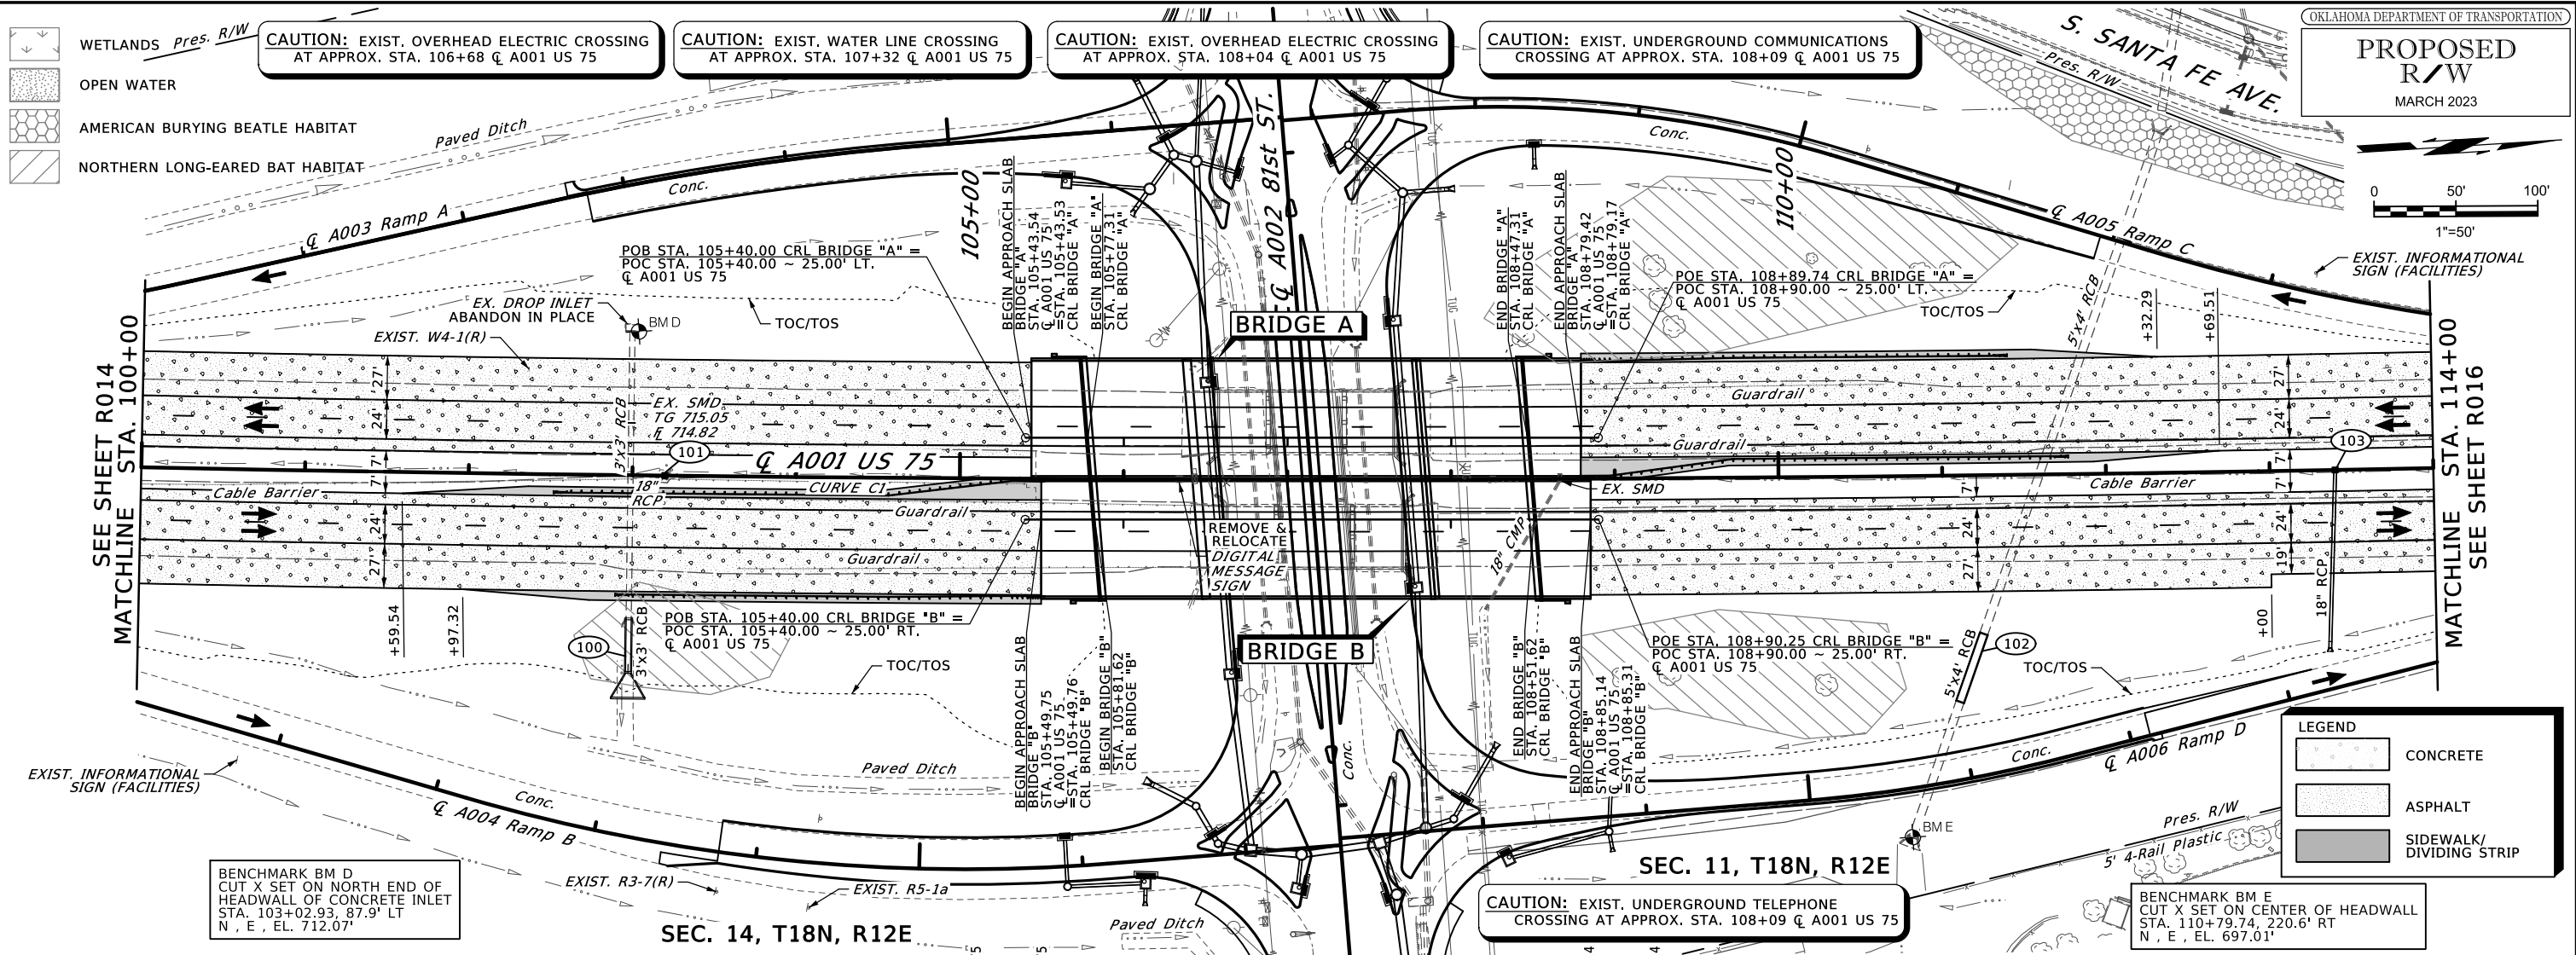 WETLANDS
OPEN WATER
AMERICAN BURYING BEATLE HABITAT
NORTHERN LONG-EARED BAT HABITAT
Pres. R/W
CAUTION: EXIST. OVERHEAD ELECTRIC CROSSING
AT APPROX. STA. 106+68 ℄ A001 US 75
CAUTION: EXIST. WATER LINE CROSSING
AT APPROX. STA. 107+32 ℄ A001 US 75
CAUTION: EXIST. OVERHEAD ELECTRIC CROSSING
AT APPROX. STA. 108+04 ℄ A001 US 75
CAUTION: EXIST. UNDERGROUND COMMUNICATIONS
CROSSING AT APPROX. STA. 108+09 ℄ A001 US 75
S. SANTA FE AVE.
Pres. R/W
OKLAHOMA DEPARTMENT OF TRANSPORTATION
PROPOSED
R/W
MARCH 2023
0 50' 100'
1"=50'
Paved Ditch
Conc.
℄ A003 Ramp A
105+00
℄ A002 81st ST.
Conc.
110+00
℄ A005 Ramp C
EXIST. INFORMATIONAL
SIGN (FACILITIES)
POB STA. 105+40.00 CRL BRIDGE "A" =
POC STA. 105+40.00 ~ 25.00' LT.
℄ A001 US 75
EX. DROP INLET
ABANDON IN PLACE
BM D
TOC/TOS
EXIST. W4-1(R)
BEGIN APPROACH SLAB
BRIDGE "A"
STA. 105+43.54
℄ A001 US 75
=STA. 105+43.53
CRL BRIDGE "A"
BEGIN BRIDGE "A"
STA. 105+77.31
CRL BRIDGE "A"
BRIDGE A
END BRIDGE "A"
STA. 108+47.31
CRL BRIDGE "A"
END APPROACH SLAB
BRIDGE "A"
STA. 108+79.42
℄ A001 US 75
=STA. 108+79.17
CRL BRIDGE "A"
POE STA. 108+89.74 CRL BRIDGE "A" =
POC STA. 108+90.00 ~ 25.00' LT.
℄ A001 US 75
TOC/TOS
5'x4' RCB
+32.29
+69.51
SEE SHEET R014
MATCHLINE STA. 100+00
27'
24'
7'
7'
24'
27'
3'x3' RCB
EX. SMD
TG 715.05
FL 714.82
101
℄ A001 US 75
Cable Barrier
18"
RCP
CURVE C1
Guardrail
Guardrail
REMOVE &
RELOCATE
DIGITAL
MESSAGE
SIGN
18" CMP
EX. SMD
Guardrail
Guardrail
7'
24'
27'
Cable Barrier
27'
24'
7'
7'
24'
19'
103
18" RCP
+00
MATCHLINE STA. 114+00
SEE SHEET R016
+59.54
+97.32
100
3'x3' RCB
POB STA. 105+40.00 CRL BRIDGE "B" =
POC STA. 105+40.00 ~ 25.00' RT.
℄ A001 US 75
TOC/TOS
BEGIN APPROACH SLAB
BRIDGE "B"
STA. 105+49.75
℄ A001 US 75
=STA. 105+49.76
CRL BRIDGE "B"
BEGIN BRIDGE "B"
STA. 105+81.62
CRL BRIDGE "B"
BRIDGE B
END BRIDGE "B"
STA. 108+51.62
CRL BRIDGE "B"
END APPROACH SLAB
BRIDGE "B"
STA. 108+85.14
℄ A001 US 75
=STA. 108+85.31
CRL BRIDGE "B"
POE STA. 108+90.25 CRL BRIDGE "B" =
POC STA. 108+90.00 ~ 25.00' RT.
℄ A001 US 75
5'x4' RCB
102
TOC/TOS
EXIST. INFORMATIONAL
SIGN (FACILITIES)
Conc.
℄ A004 Ramp B
Paved Ditch
Conc.
Conc.
℄ A006 Ramp D
LEGEND
CONCRETE
ASPHALT
SIDEWALK/
DIVIDING STRIP
BENCHMARK BM D
CUT X SET ON NORTH END OF
HEADWALL OF CONCRETE INLET
STA. 103+02.93, 87.9' LT
N , E , EL. 712.07'
EXIST. R3-7(R)
EXIST. R5-1a
SEC. 14, T18N, R12E
Paved Ditch
SEC. 11, T18N, R12E
CAUTION: EXIST. UNDERGROUND TELEPHONE
CROSSING AT APPROX. STA. 108+09 ℄ A001 US 75
BM E
Pres. R/W
5' 4-Rail Plastic
BENCHMARK BM E
CUT X SET ON CENTER OF HEADWALL
STA. 110+79.74, 220.6' RT
N , E , EL. 697.01'